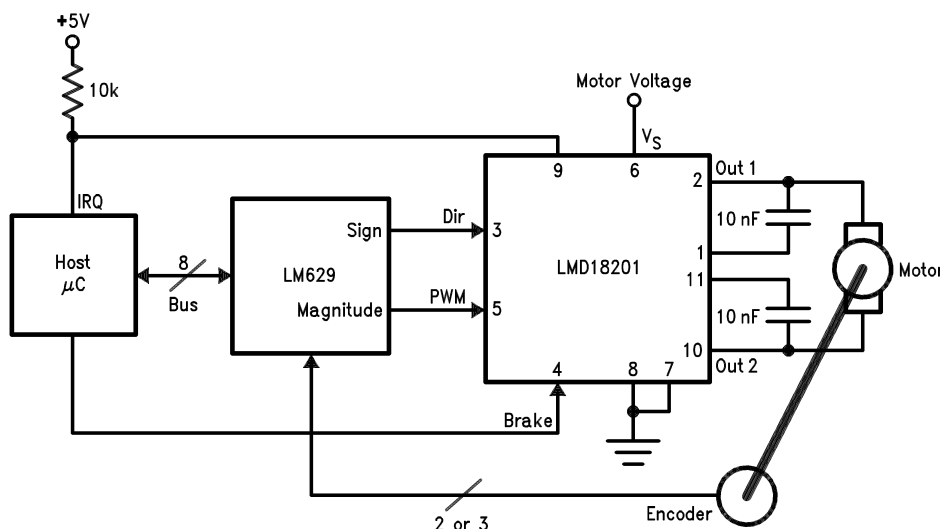 +5V
10k
Motor Voltage
VS
9
6
2
Out 1
IRQ
Sign
Dir
3
10 nF
1
Host
μC
8
Bus
LM629
LMD18201
Motor
11
Magnitude
PWM
5
10 nF
10
Out 2
4
8
7
Brake
Encoder
2 or 3